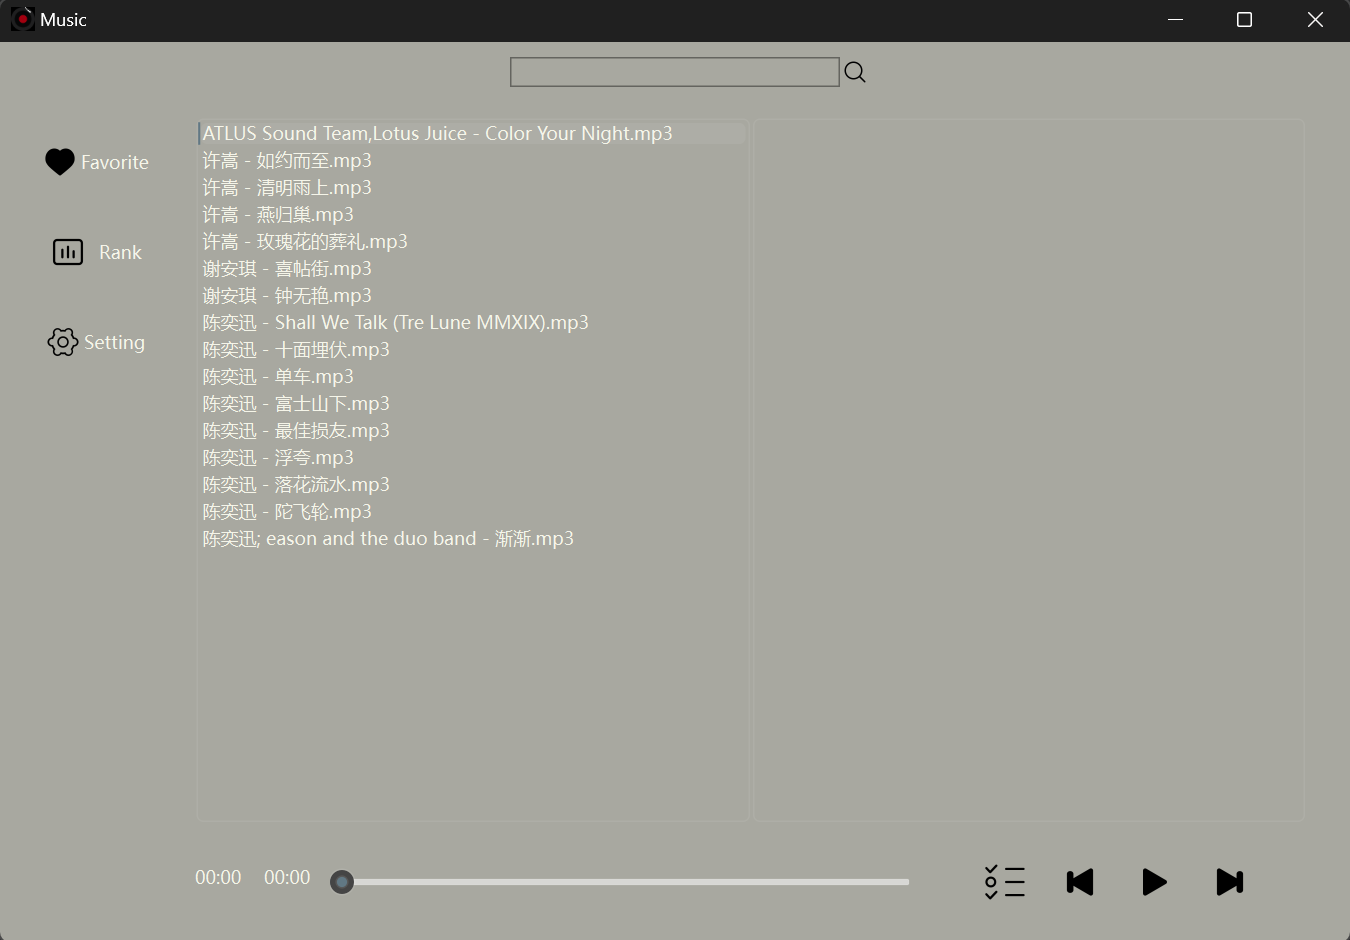 Music
Favorite
Rank
Setting
ATLUS Sound Team,Lotus Juice - Color Your Night.mp3
许嵩 - 如约而至.mp3
许嵩 - 清明雨上.mp3
许嵩 - 燕归巢.mp3
许嵩 - 玫瑰花的葬礼.mp3
谢安琪 - 喜帖街.mp3
谢安琪 - 钟无艳.mp3
陈奕迅 - Shall We Talk (Tre Lune MMXIX).mp3
陈奕迅 - 十面埋伏.mp3
陈奕迅 - 单车.mp3
陈奕迅 - 富士山下.mp3
陈奕迅 - 最佳损友.mp3
陈奕迅 - 浮夸.mp3
陈奕迅 - 落花流水.mp3
陈奕迅 - 陀飞轮.mp3
陈奕迅; eason and the duo band - 渐渐.mp3
00:00 00:00